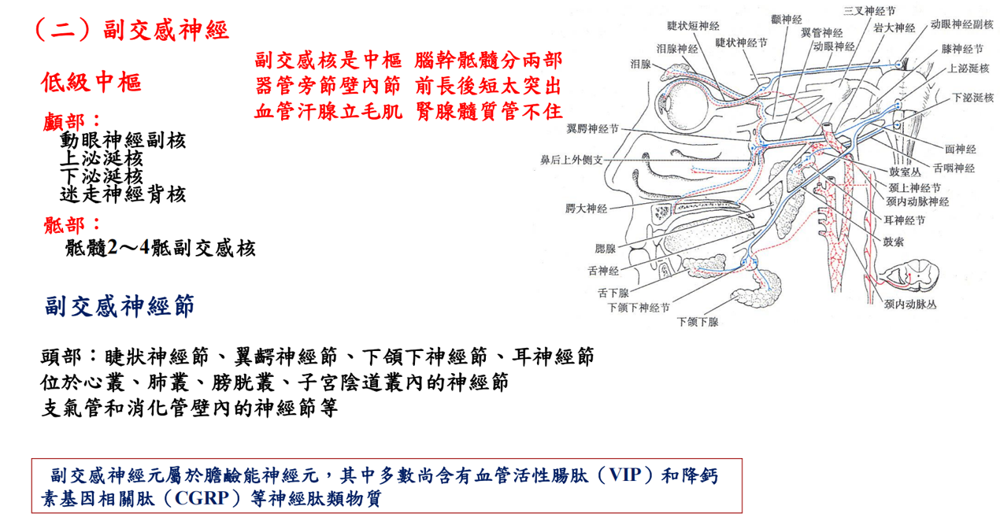 （二）副交感神經
副交感核是中樞 腦幹骶髓分兩部
器管旁節壁內節 前長後短太突出
血管汗腺立毛肌 腎腺髓質管不住
低級中樞
顱部：
動眼神經副核
上泌涎核
下泌涎核
迷走神經背核
骶部：
骶髓2～4骶副交感核
副交感神經節
頭部：睫狀神經節、翼齶神經節、下頜下神經節、耳神經節
位於心叢、肺叢、膀胱叢、子宮陰道叢內的神經節
支氣管和消化管壁內的神經節等
副交感神經元屬於膽鹼能神經元，其中多數尚含有血管活性腸肽（VIP）和降鈣
素基因相關肽（CGRP）等神經肽類物質
三叉神经节
颧神经
睫状短神经
翼管神经
岩大神经
动眼神经副核
睫状神经节
动眼神经
泪腺神经
膝神经节
泪腺
上泌涎核
下泌涎核
翼腭神经节
面神经
鼻后上外侧支
舌咽神经
鼓室丛
颈上神经节
颈内动脉神经
腭大神经
耳神经节
鼓索
腮腺
舌神经
舌下腺
下颌下神经节
颈内动脉丛
下颌下腺